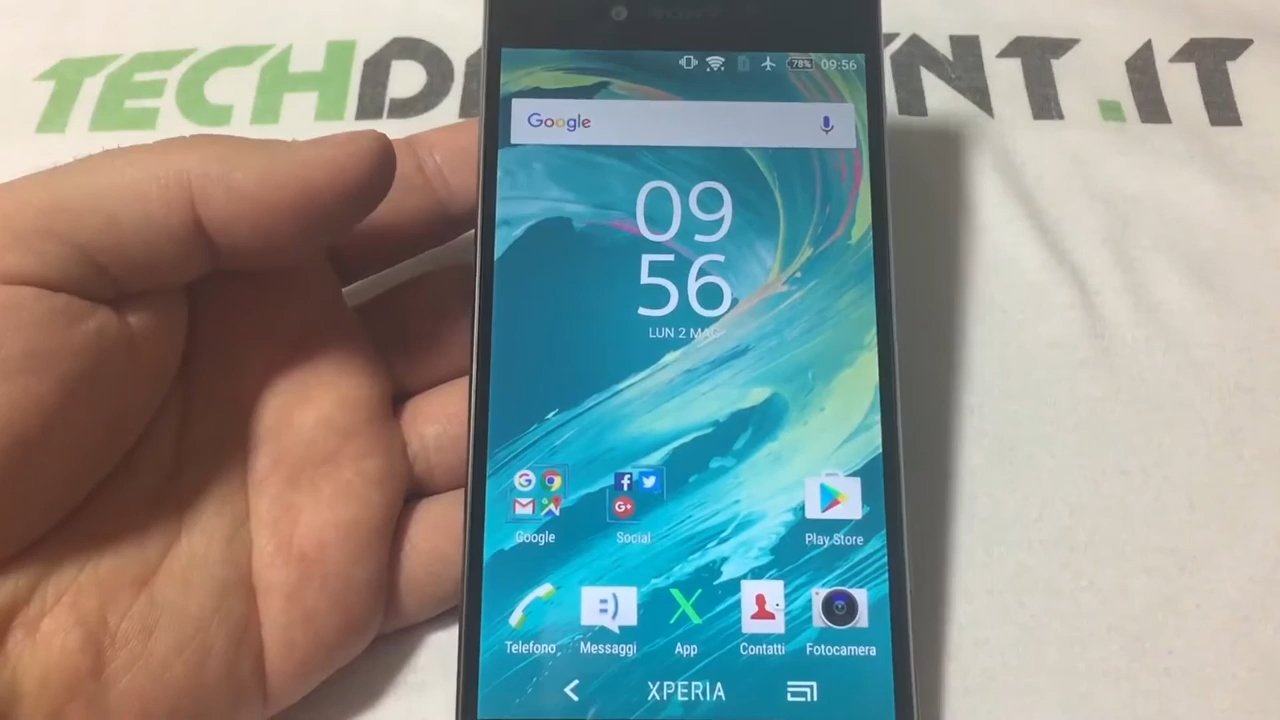 TECHD NT.IT
SONY
78% 09:56
Google
09
56
LUN 2 MAG
Google
Social
Play Store
Telefono
Messaggi
App
Contatti
Fotocamera
XPERIA